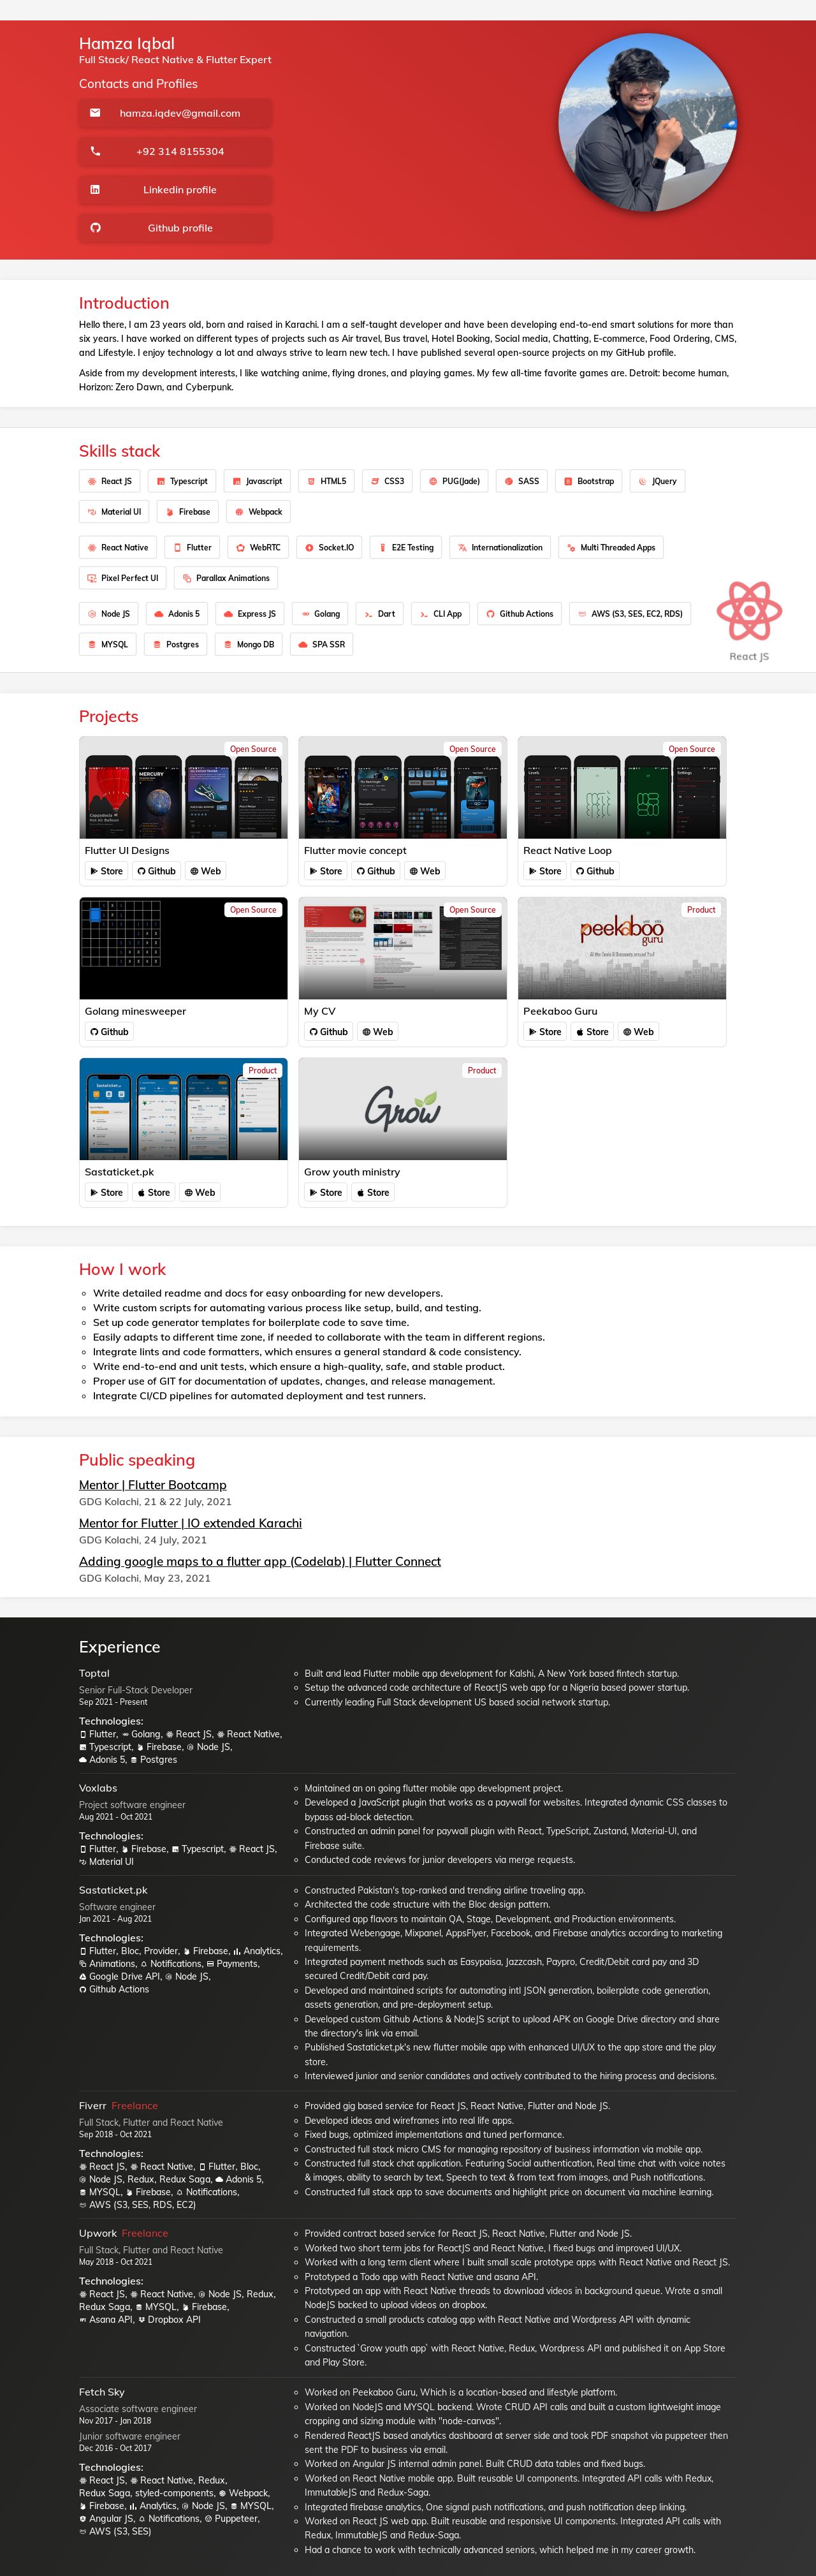 Hamza Iqbal
Full Stack/ React Native & Flutter Expert
Contacts and Profiles
hamza.iqdev@gmail.com
+92 314 8155304
Linkedin profile
Github profile
Introduction
Hello there, I am 23 years old, born and raised in Karachi. I am a self-taught developer and have been developing end-to-end smart solutions for more than
six years. I have worked on different types of projects such as Air travel, Bus travel, Hotel Booking, Social media, Chatting, E-commerce, Food Ordering, CMS,
and Lifestyle. I enjoy technology a lot and always strive to learn new tech. I have published several open-source projects on my GitHub profile.
Aside from my development interests, I like watching anime, flying drones, and playing games. My few all-time favorite games are. Detroit: become human,
Horizon: Zero Dawn, and Cyberpunk.
Skills stack
React JS Typescript Javascript HTML5 CSS3 PUG(Jade) SASS Bootstrap JQuery
Material UI Firebase Webpack
React Native Flutter WebRTC Socket.IO E2E Testing Internationalization Multi Threaded Apps
Pixel Perfect UI Parallax Animations
Node JS Adonis 5 Express JS Golang Dart CLI App Github Actions AWS (S3, SES, EC2, RDS)
MYSQL Postgres Mongo DB SPA SSR
React JS
Projects
Open Source Open Source Open Source
MERCURY
Flutter UI Designs Flutter movie concept React Native Loop
Store Github Web Store Github Web Store Github
Open Source Open Source Product
peekaboo
guru
Golang minesweeper My CV Peekaboo Guru
Github Github Web Store Store Web
Product Product
Grow
Sastaticket.pk Grow youth ministry
Store Store Web Store Store
How I work
Write detailed readme and docs for easy onboarding for new developers.
Write custom scripts for automating various process like setup, build, and testing.
Set up code generator templates for boilerplate code to save time.
Easily adapts to different time zone, if needed to collaborate with the team in different regions.
Integrate lints and code formatters, which ensures a general standard & code consistency.
Write end-to-end and unit tests, which ensure a high-quality, safe, and stable product.
Proper use of GIT for documentation of updates, changes, and release management.
Integrate CI/CD pipelines for automated deployment and test runners.
Public speaking
Mentor | Flutter Bootcamp
GDG Kolachi, 21 & 22 July, 2021
Mentor for Flutter | IO extended Karachi
GDG Kolachi, 24 July, 2021
Adding google maps to a flutter app (Codelab) | Flutter Connect
GDG Kolachi, May 23, 2021
Experience
Toptal
Senior Full-Stack Developer
Sep 2021 - Present
Technologies:
Flutter, Golang, React JS, React Native,
Typescript, Firebase, Node JS,
Adonis 5, Postgres
Built and lead Flutter mobile app development for Kalshi, A New York based fintech startup.
Setup the advanced code architecture of ReactJS web app for a Nigeria based power startup.
Currently leading Full Stack development US based social network startup.
Voxlabs
Project software engineer
Aug 2021 - Oct 2021
Technologies:
Flutter, Firebase, Typescript, React JS,
Material UI
Maintained an on going flutter mobile app development project.
Developed a JavaScript plugin that works as a paywall for websites. Integrated dynamic CSS classes to
bypass ad-block detection.
Constructed an admin panel for paywall plugin with React, TypeScript, Zustand, Material-UI, and
Firebase suite.
Conducted code reviews for junior developers via merge requests.
Sastaticket.pk
Software engineer
Jan 2021 - Aug 2021
Technologies:
Flutter, Bloc, Provider, Firebase, Analytics,
Animations, Notifications, Payments,
Google Drive API, Node JS,
Github Actions
Constructed Pakistan's top-ranked and trending airline traveling app.
Architected the code structure with the Bloc design pattern.
Configured app flavors to maintain QA, Stage, Development, and Production environments.
Integrated Webengage, Mixpanel, AppsFlyer, Facebook, and Firebase analytics according to marketing
requirements.
Integrated payment methods such as Easypaisa, Jazzcash, Paypro, Credit/Debit card pay and 3D
secured Credit/Debit card pay.
Developed and maintained scripts for automating intl JSON generation, boilerplate code generation,
assets generation, and pre-deployment setup.
Developed custom Github Actions & NodeJS script to upload APK on Google Drive directory and share
the directory's link via email.
Published Sastaticket.pk's new flutter mobile app with enhanced UI/UX to the app store and the play
store.
Interviewed junior and senior candidates and actively contributed to the hiring process and decisions.
Fiverr Freelance
Full Stack, Flutter and React Native
Sep 2018 - Oct 2021
Technologies:
React JS, React Native, Flutter, Bloc,
Node JS, Redux, Redux Saga, Adonis 5,
MYSQL, Firebase, Notifications,
AWS (S3, SES, RDS, EC2)
Provided gig based service for React JS, React Native, Flutter and Node JS.
Developed ideas and wireframes into real life apps.
Fixed bugs, optimized implementations and tuned performance.
Constructed full stack micro CMS for managing repository of business information via mobile app.
Constructed full stack chat application. Featuring Social authentication, Real time chat with voice notes
& images, ability to search by text, Speech to text & from text from images, and Push notifications.
Constructed full stack app to save documents and highlight price on document via machine learning.
Upwork Freelance
Full Stack, Flutter and React Native
May 2018 - Oct 2021
Technologies:
React JS, React Native, Node JS, Redux,
Redux Saga, MYSQL, Firebase,
Asana API, Dropbox API
Provided contract based service for React JS, React Native, Flutter and Node JS.
Worked two short term jobs for ReactJS and React Native, I fixed bugs and improved UI/UX.
Worked with a long term client where I built small scale prototype apps with React Native and React JS.
Prototyped a Todo app with React Native and asana API.
Prototyped an app with React Native threads to download videos in background queue. Wrote a small
NodeJS backed to upload videos on dropbox.
Constructed a small products catalog app with React Native and Wordpress API with dynamic
navigation.
Constructed `Grow youth app` with React Native, Redux, Wordpress API and published it on App Store
and Play Store.
Fetch Sky
Associate software engineer
Nov 2017 - Jan 2018
Junior software engineer
Dec 2016 - Oct 2017
Technologies:
React JS, React Native, Redux,
Redux Saga, styled-components, Webpack,
Firebase, Analytics, Node JS, MYSQL,
Angular JS, Notifications, Puppeteer,
AWS (S3, SES)
Worked on Peekaboo Guru, Which is a location-based and lifestyle platform.
Worked on NodeJS and MYSQL backend. Wrote CRUD API calls and built a custom lightweight image
cropping and sizing module with "node-canvas".
Rendered ReactJS based analytics dashboard at server side and took PDF snapshot via puppeteer then
sent the PDF to business via email.
Worked on Angular JS internal admin panel. Built CRUD data tables and fixed bugs.
Worked on React Native mobile app. Built reusable UI components. Integrated API calls with Redux,
ImmutableJS and Redux-Saga.
Integrated firebase analytics, One signal push notifications, and push notification deep linking.
Worked on React JS web app. Built reusable and responsive UI components. Integrated API calls with
Redux, ImmutableJS and Redux-Saga.
Had a chance to work with technically advanced seniors, which helped me in my career growth.